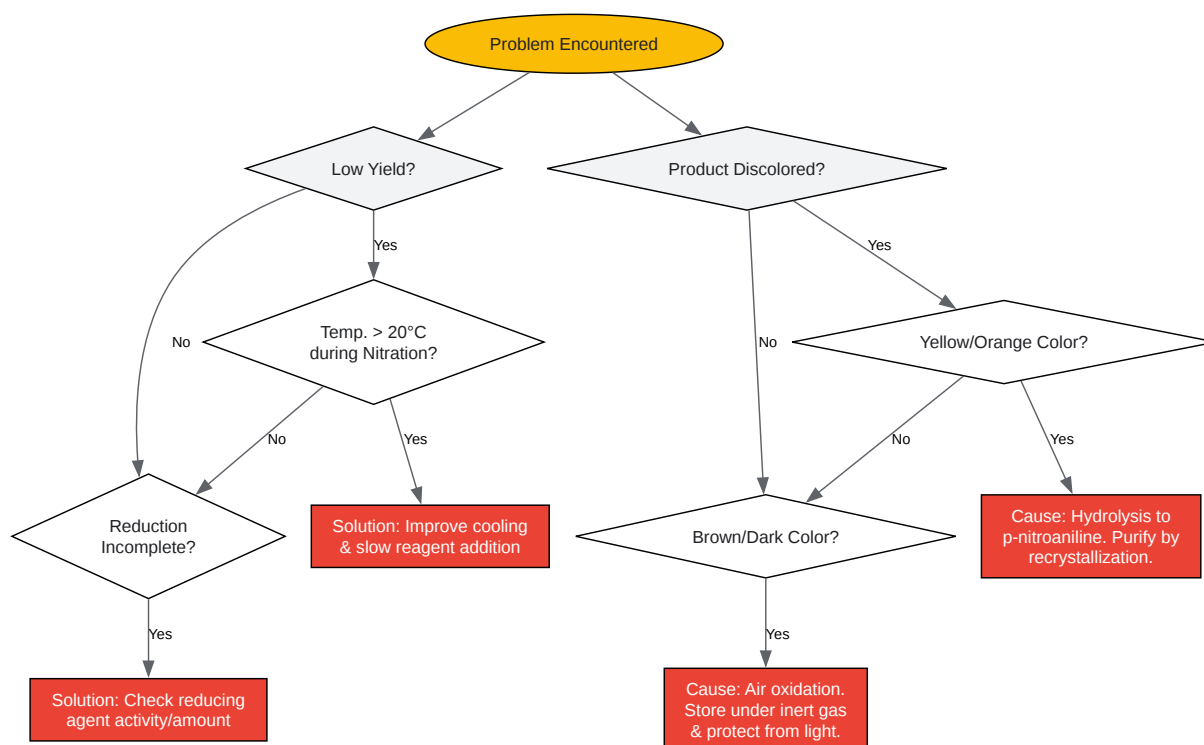 Problem Encountered
Low Yield?
Product Discolored?
Yes
Yes
Temp. > 20°C
during Nitration?
No
No
Yellow/Orange Color?
No
Yes
No
Yes
Reduction
Incomplete?
Solution: Improve cooling
& slow reagent addition
Brown/Dark Color?
Cause: Hydrolysis to
p-nitroaniline. Purify by
recrystallization.
Yes
Yes
Solution: Check reducing
agent activity/amount
Cause: Air oxidation.
Store under inert gas
& protect from light.